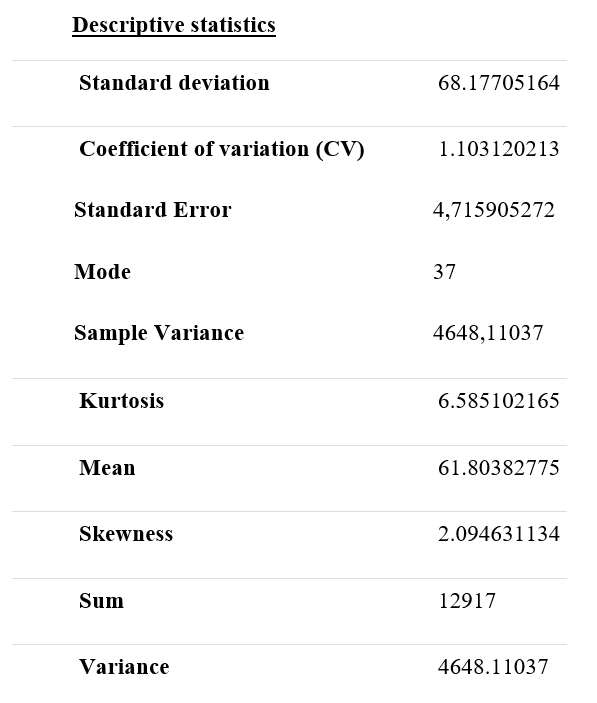 Descriptive statistics
Standard deviation 68.17705164
Coefficient of variation (CV) 1.103120213
Standard Error 4,715905272
Mode 37
Sample Variance 4648,11037
Kurtosis 6.585102165
Mean 61.80382775
Skewness 2.094631134
Sum 12917
Variance 4648.11037